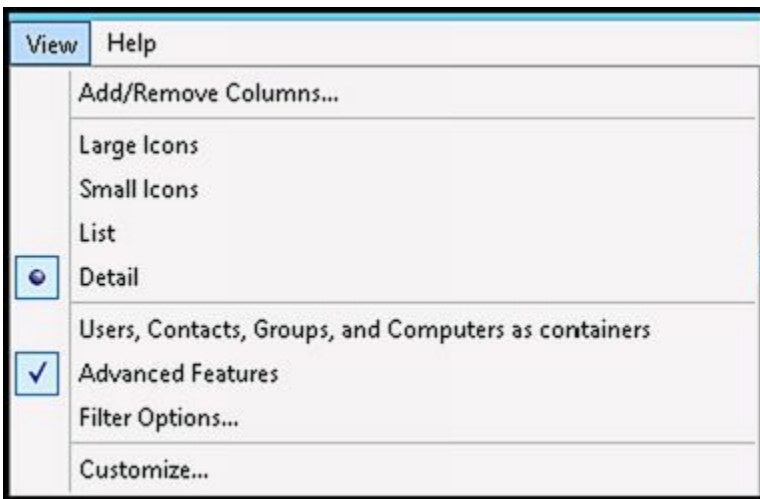 View Help
Add/Remove Columns...
Large Icons
Small Icons
List
Detail
Users, Contacts, Groups, and Computers as containers
Advanced Features
Filter Options...
Customize...